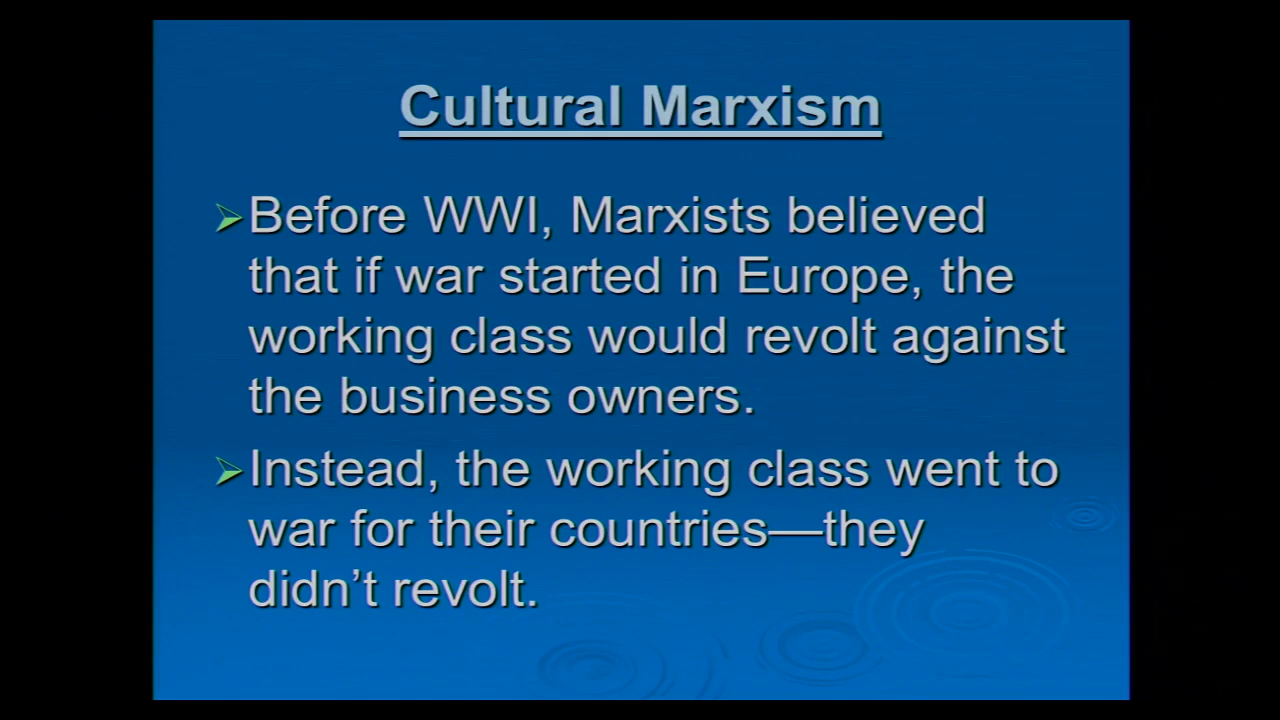 Cultural Marxism
Before WWI, Marxists believed
that if war started in Europe, the
working class would revolt against
the business owners.
Instead, the working class went to
war for their countries—they
didn’t revolt.